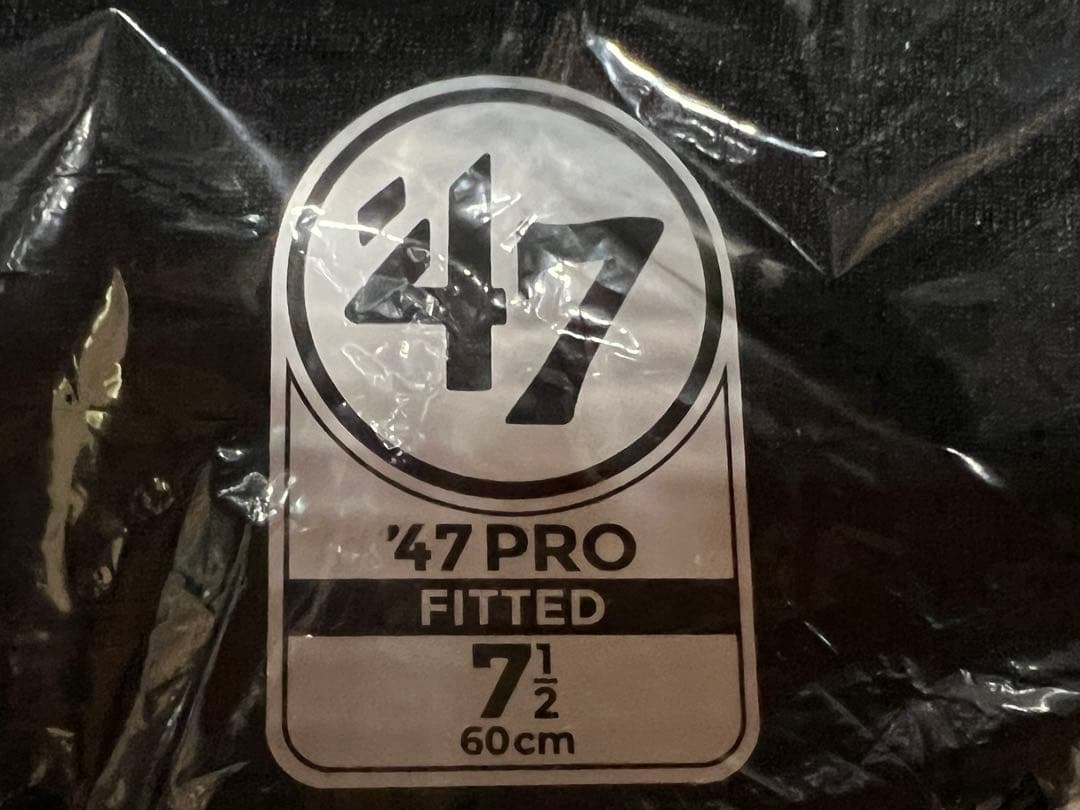 '47
'47 PRO
FITTED
7 1/2
60cm